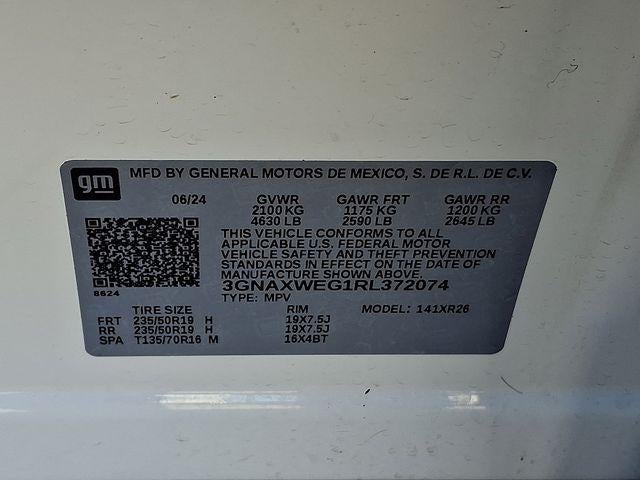 gm MFD BY GENERAL MOTORS DE MEXICO, S. DE R.L. DE C.V.
06/24 GVWR GAWR FRT GAWR RR
2100 KG 1175 KG 1200 KG
4630 LB 2590 LB 2645 LB
THIS VEHICLE CONFORMS TO ALL
APPLICABLE U.S. FEDERAL MOTOR
VEHICLE SAFETY AND THEFT PREVENTION
STANDARDS IN EFFECT ON THE DATE OF
MANUFACTURE SHOWN ABOVE.
3GNAXWEG1RL372074
8624
TYPE: MPV
TIRE SIZE RIM MODEL: 141XR26
FRT 235/50R19 H 19X7.5J
RR 235/50R19 H 19X7.5J
SPA T135/70R16 M 16X4BT